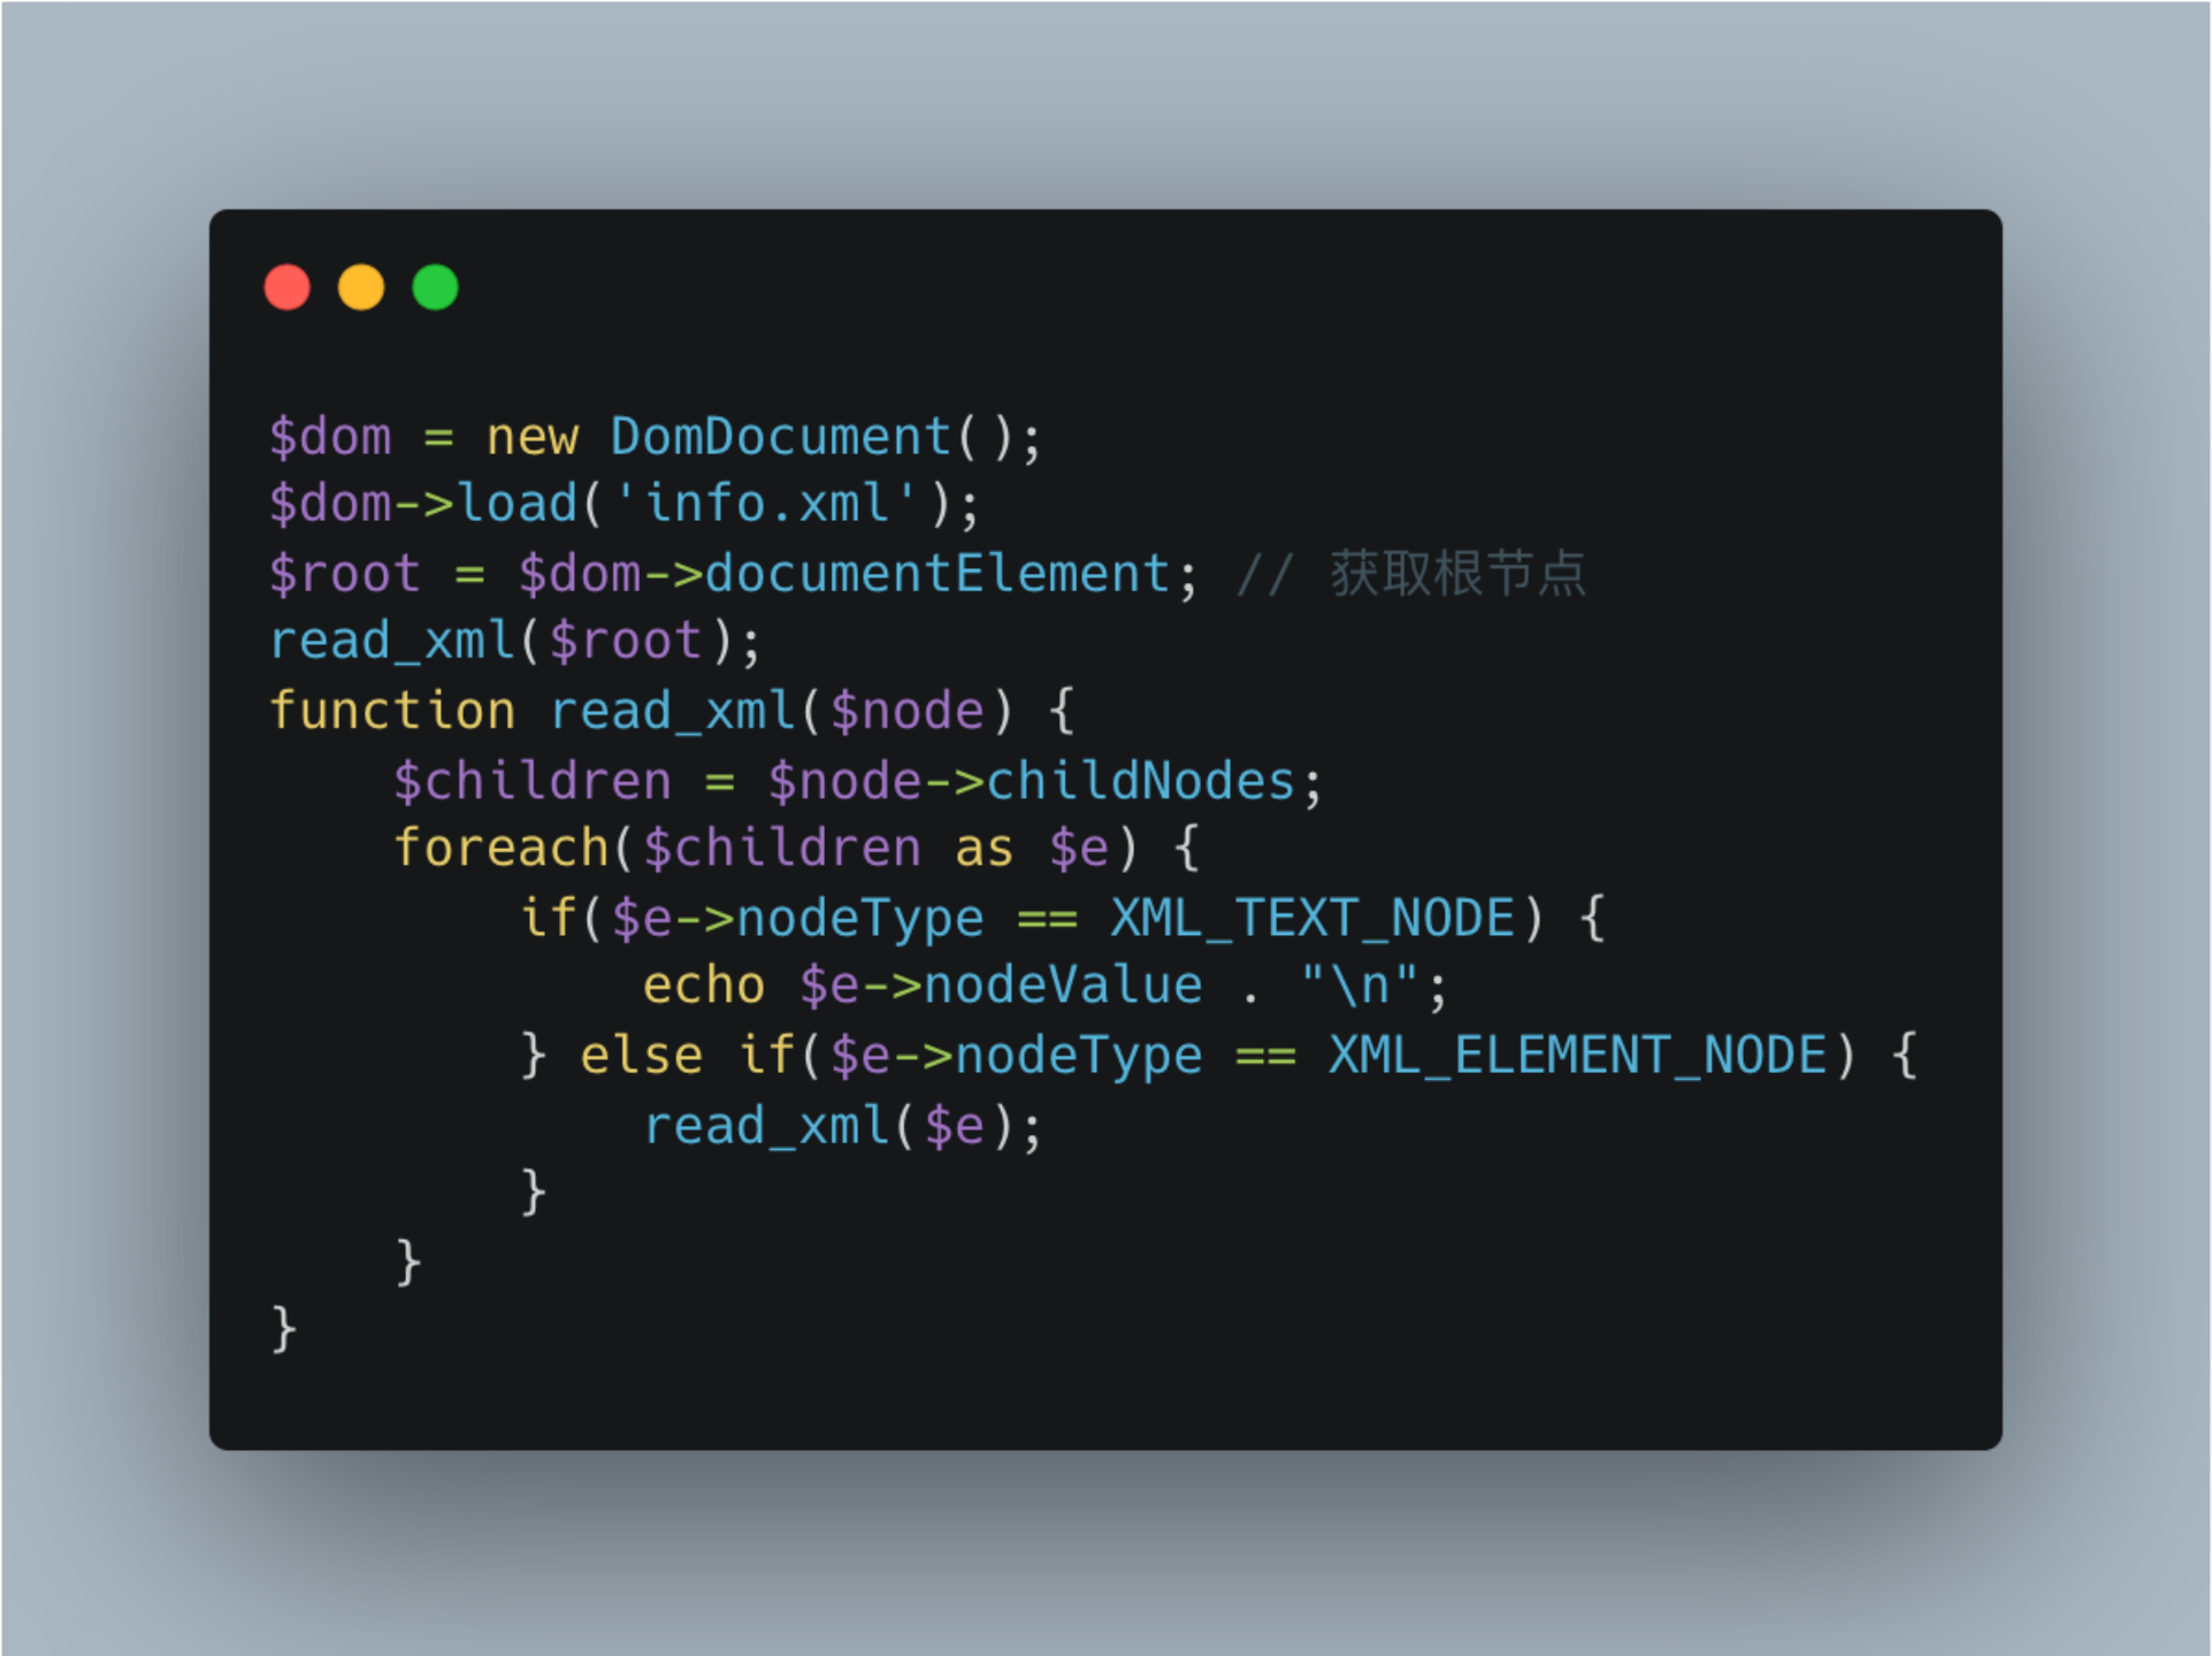 $dom = new DomDocument();
$dom->load('info.xml');
$root = $dom->documentElement; // 获取根节点
read_xml($root);
function read_xml($node) {
    $children = $node->childNodes;
    foreach($children as $e) {
        if($e->nodeType == XML_TEXT_NODE) {
            echo $e->nodeValue . "\n";
        } else if($e->nodeType == XML_ELEMENT_NODE) {
            read_xml($e);
        }
    }
}